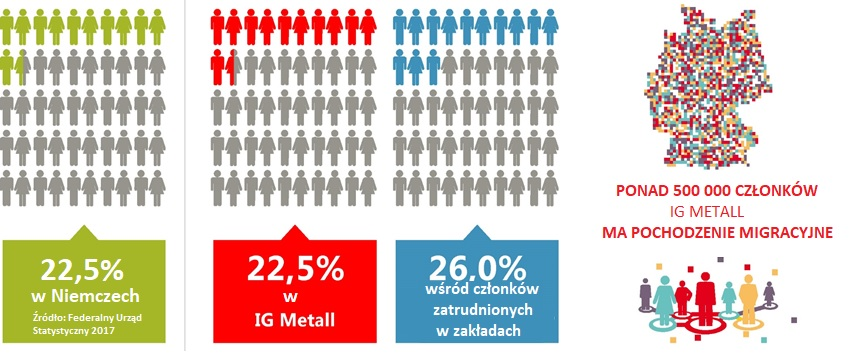 22,5%
w Niemczech
Źródło: Federalny Urząd
Statystyczny 2017
22,5%
w
IG Metall
26,0%
wśród członków
zatrudnionych
w zakładach
PONAD 500 000 CZŁONKÓW
IG METALL
MA POCHODZENIE MIGRACYJNE